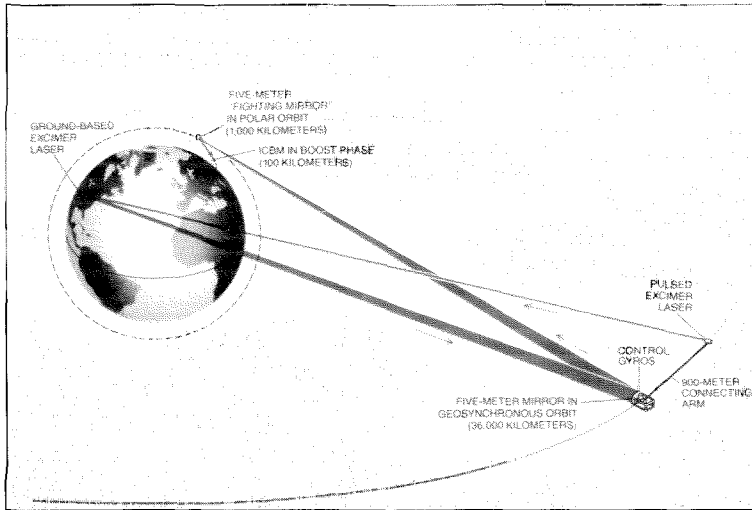 FIVE-METER
"FIGHTING MIRROR"
IN POLAR ORBIT
(1,000 KILOMETERS)
GROUND-BASED
EXCIMER
LASER
ICBM IN BOOST PHASE
(100 KILOMETERS)
PULSED
EXCIMER
LASER
CONTROL
GYROS
900-METER
CONNECTING
ARM
FIVE-METER MIRROR IN
GEOSYNCHRONOUS ORBIT
(36,000 KILOMETERS)